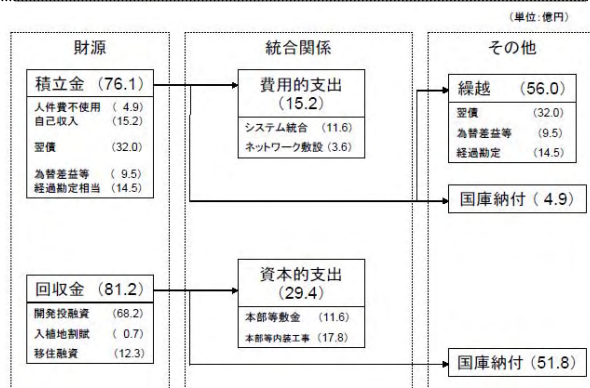 （単位：億円）
財源
積立金 （76.1）
人件費不使用 （ 4.9）
自己収入 （15.2）
翌債 （32.0）
為替差益等 （ 9.5）
経過勘定相当 （14.5）
回収金 （81.2）
開発投融資 （68.2）
入植地割賦 （ 0.7）
移住融資 （12.3）
統合関係
費用的支出
（15.2）
システム統合 （11.6）
ネットワーク敷設 （3.6）
資本的支出
（29.4）
本部等敷金 （11.6）
本部等内装工事 （17.8）
その他
繰越 （56.0）
翌債 （32.0）
為替差益等 （9.5）
経過勘定 （14.5）
国庫納付 （ 4.9）
国庫納付 （51.8）